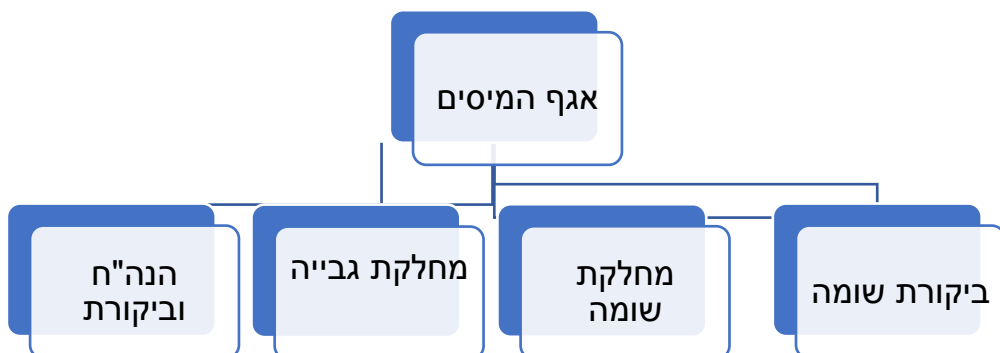 אגף המיסים
ביקורת שומה
מחלקת
שומה
מחלקת גבייה
הנה"ח
וביקורת